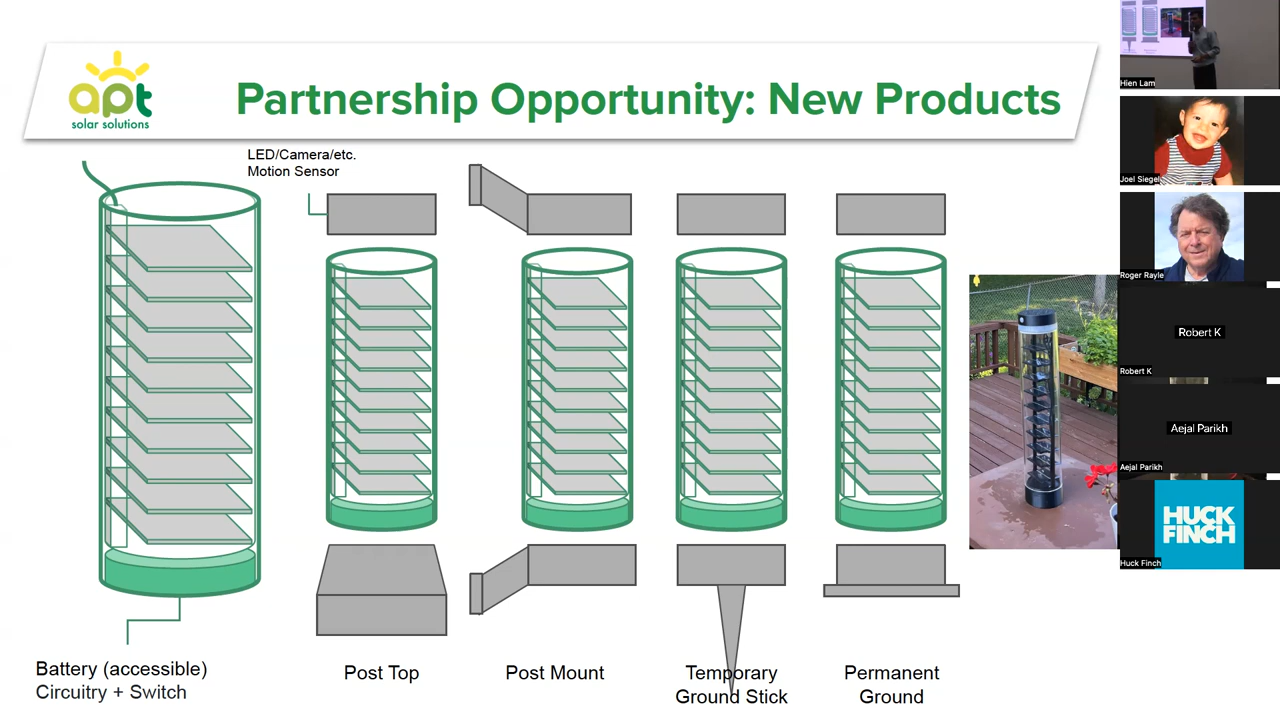 apt
solar solutions
Partnership Opportunity: New Products
LED/Camera/etc.
Motion Sensor
Battery (accessible)
Circuitry + Switch
Post Top
Post Mount
Temporary
Ground Stick
Permanent
Ground
Hien Lam
Joel Siegel
Roger Rayle
Robert K
Robert K
Aejal Parikh
Aejal Parikh
HUCK
FINCH
Huck Finch